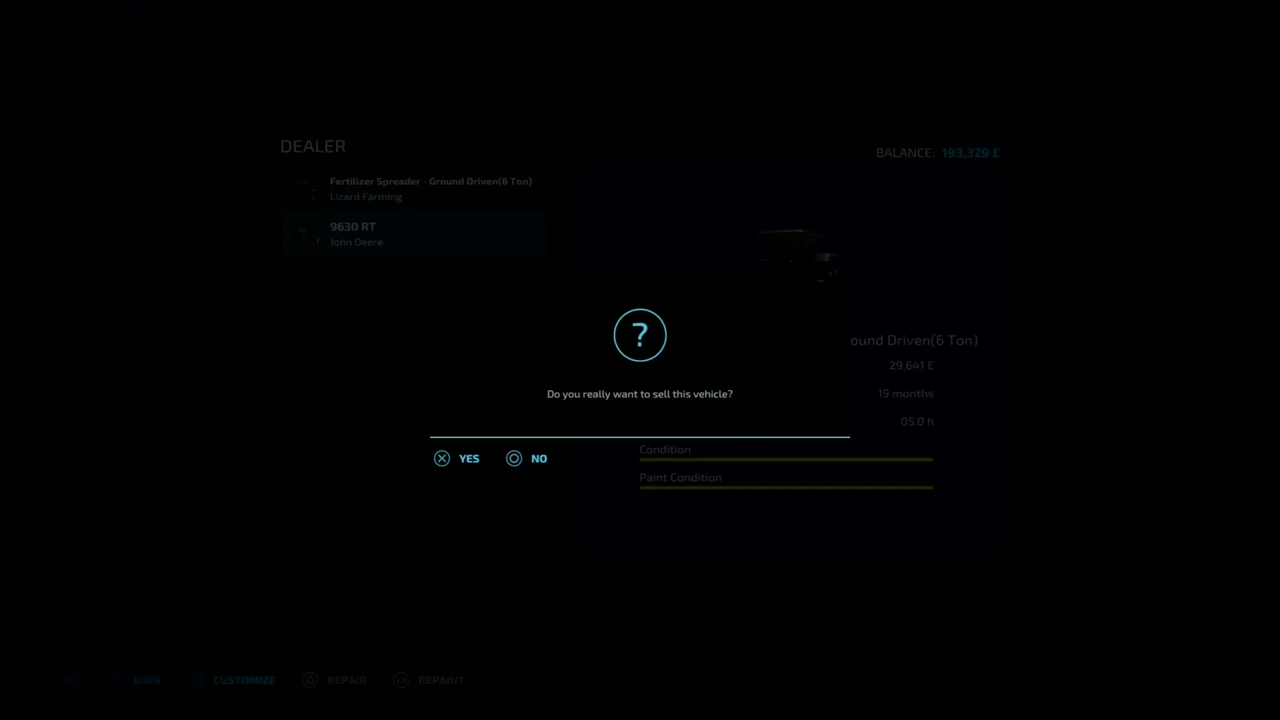 DEALER
BALANCE: 193,329 £
Fertilizer Spreader - Ground Driven(6 Ton)
Lizard Farming
9630 RT
John Deere
?
ound Driven(6 Ton)
29,641 £
Do you really want to sell this vehicle?
19 months
05.0 h
Condition
YES NO
Paint Condition
BACK CUSTOMIZE REPAIR L1 REPAINT